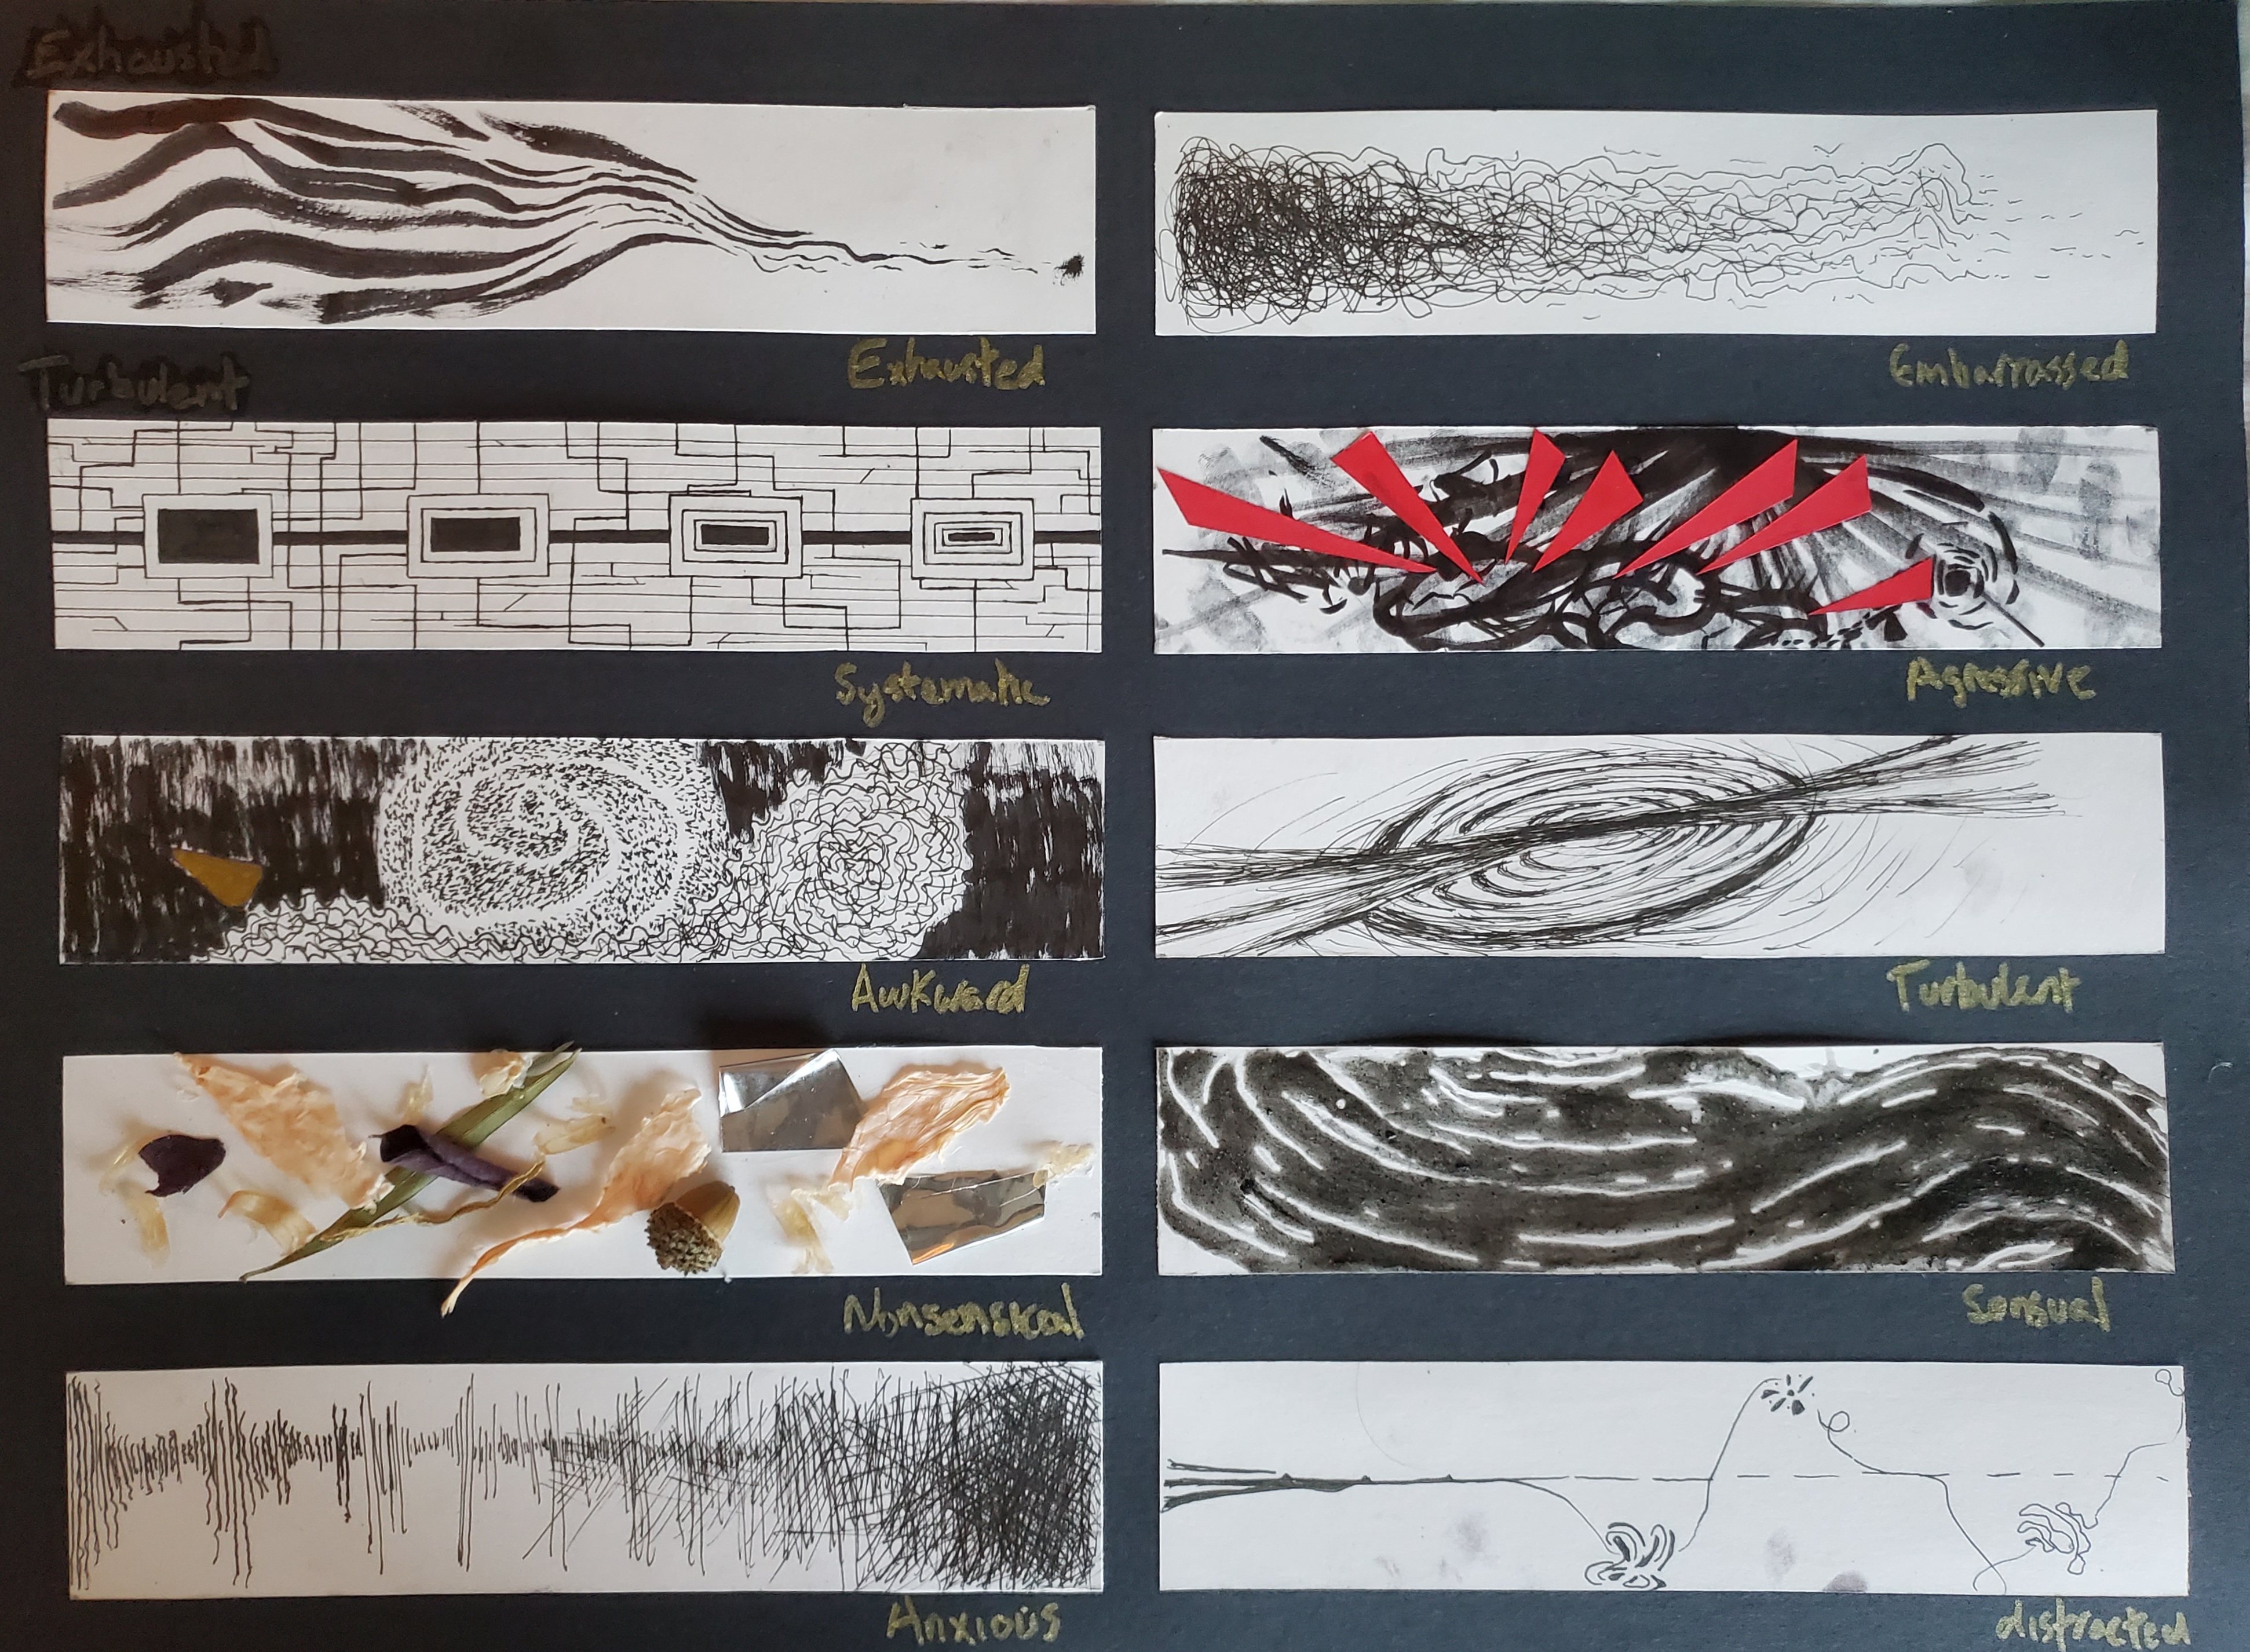 Exhausted
Exhausted
Embarrassed
Turbulent
Systematic
Agressive
Awkward
Turbulent
Nonsensical
Sensual
Anxious
distracted